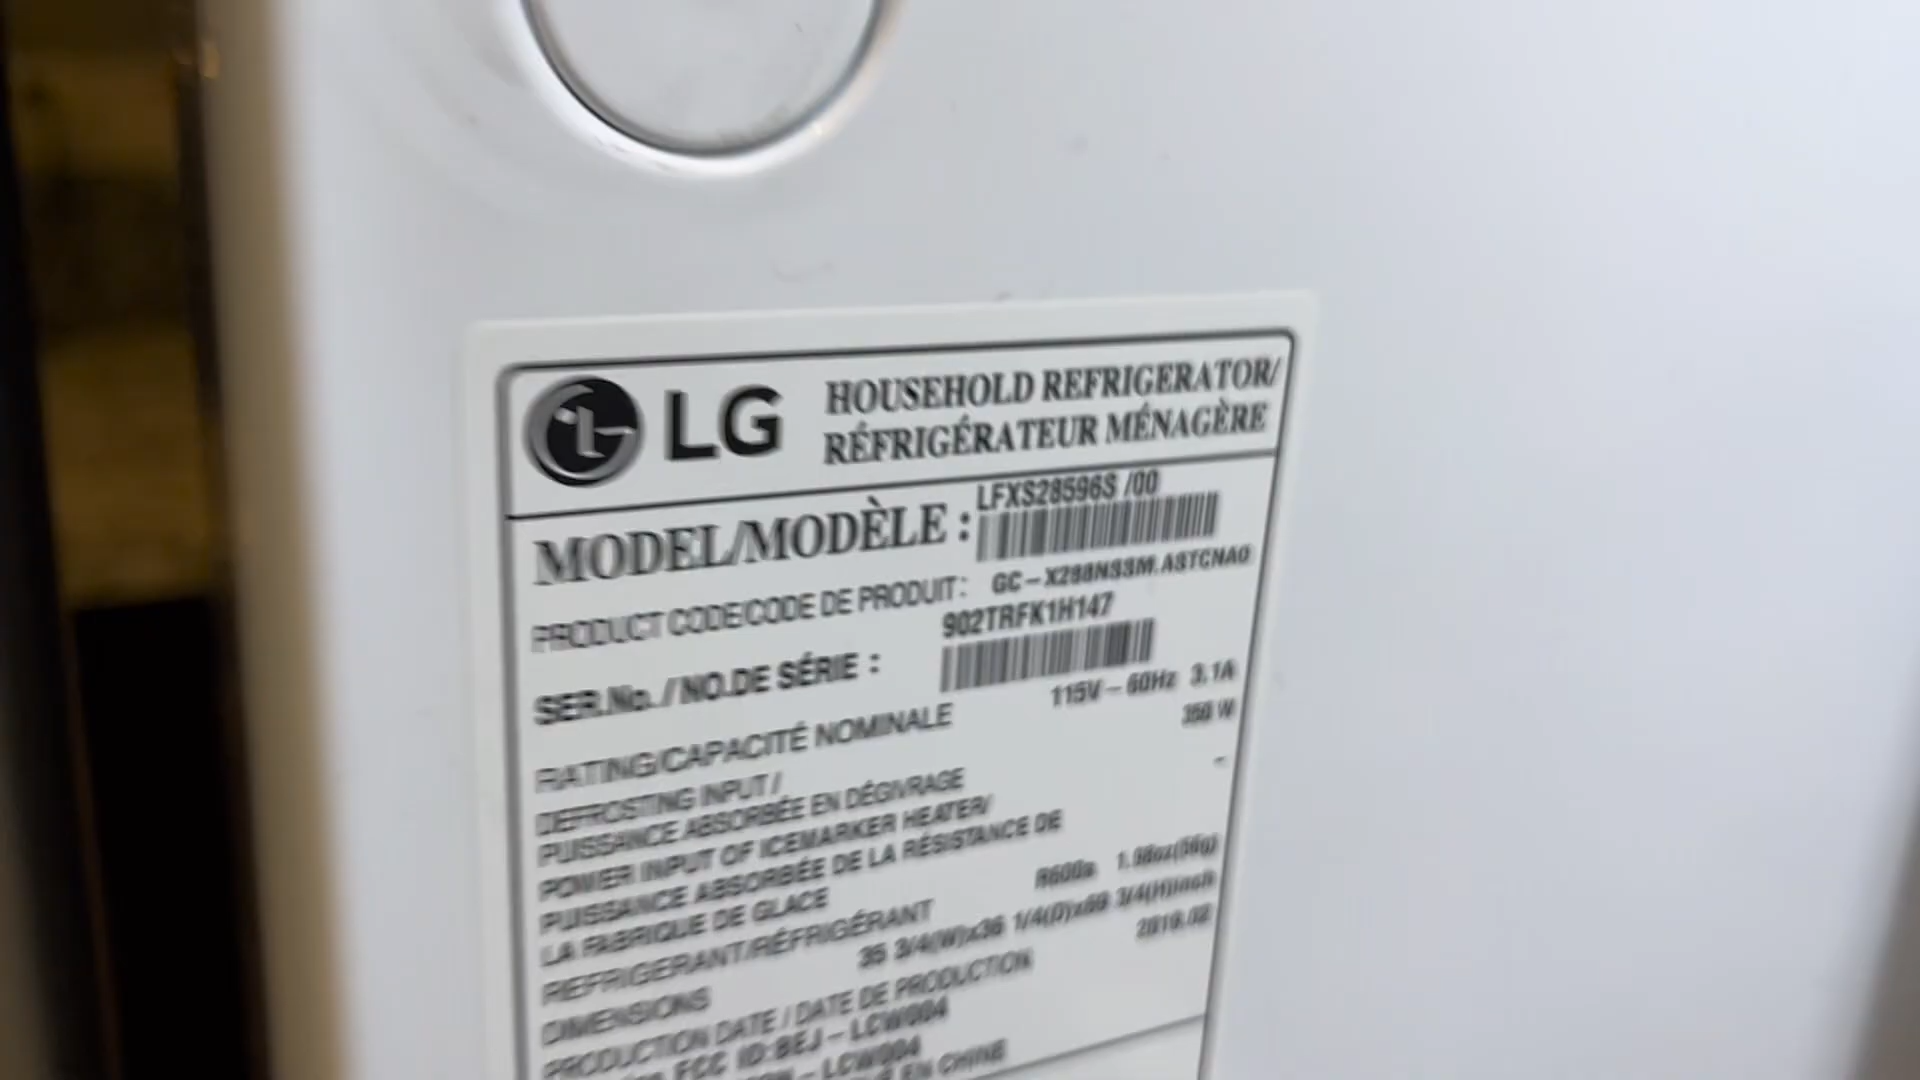 LG
HOUSEHOLD REFRIGERATOR/
RÉFRIGÉRATEUR MÉNAGÈRE
MODEL/MODÈLE : LFXS28596S /00
PRODUCT CODE/CODE DE PRODUIT: GC-X288NSSM.ASTCNA0
SER.No. / NO.DE SÉRIE : 902TRFK1H147
RATING/CAPACITÉ NOMINALE 115V - 60Hz 3.1A
DEFROSTING INPUT / 350 W
PUISSANCE ABSORBÉE EN DÉGIVRAGE
POWER INPUT OF ICEMARKER HEATER/ -
PUISSANCE ABSORBÉE DE LA RÉSISTANCE DE
LA FABRIQUE DE GLACE
REFRIGERANT/RÉFRIGÉRANT R600a
DIMENSIONS 35 3/4(W)x36 1/4(D)x69 3/4(H)inch
PRODUCTION DATE / DATE DE PRODUCTION 2019.02
FCC ID:BEJ - LCW004
- LCW004
EN CHINE